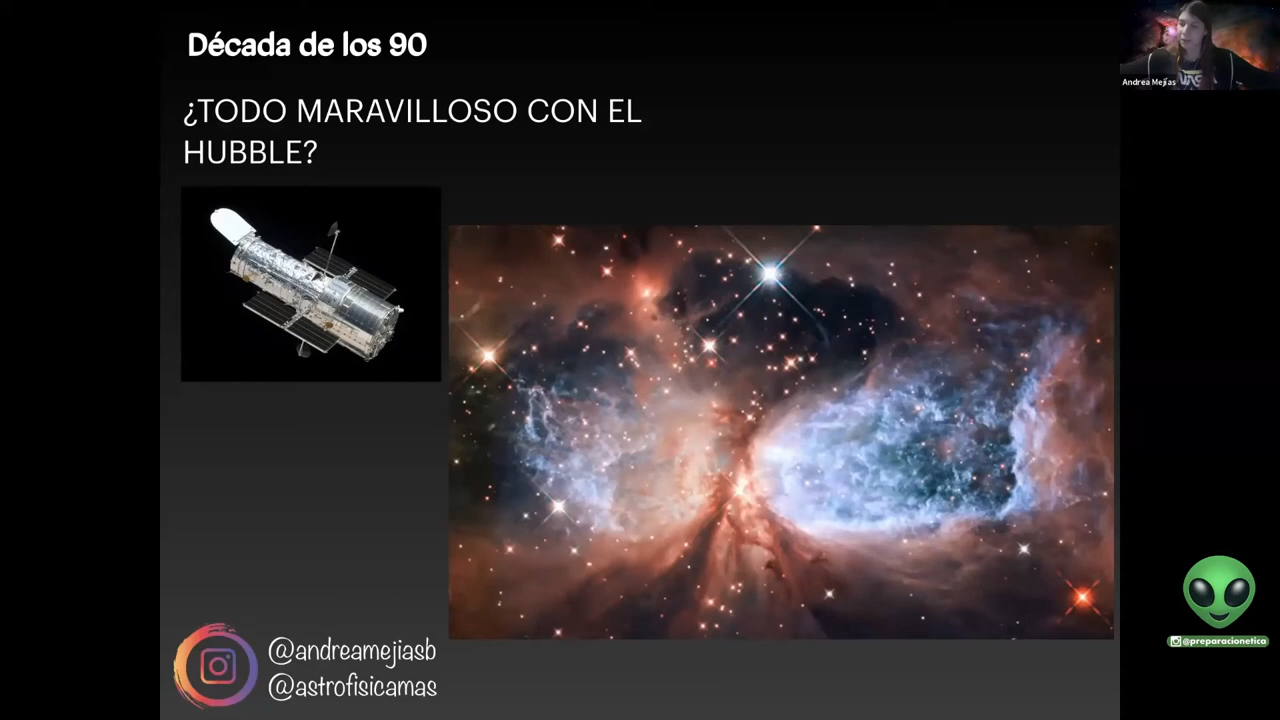 Década de los 90
¿TODO MARAVILLOSO CON EL
HUBBLE?
Andrea Mejías
@andreamejiasb
@astrofisicamas
@preparacionetica